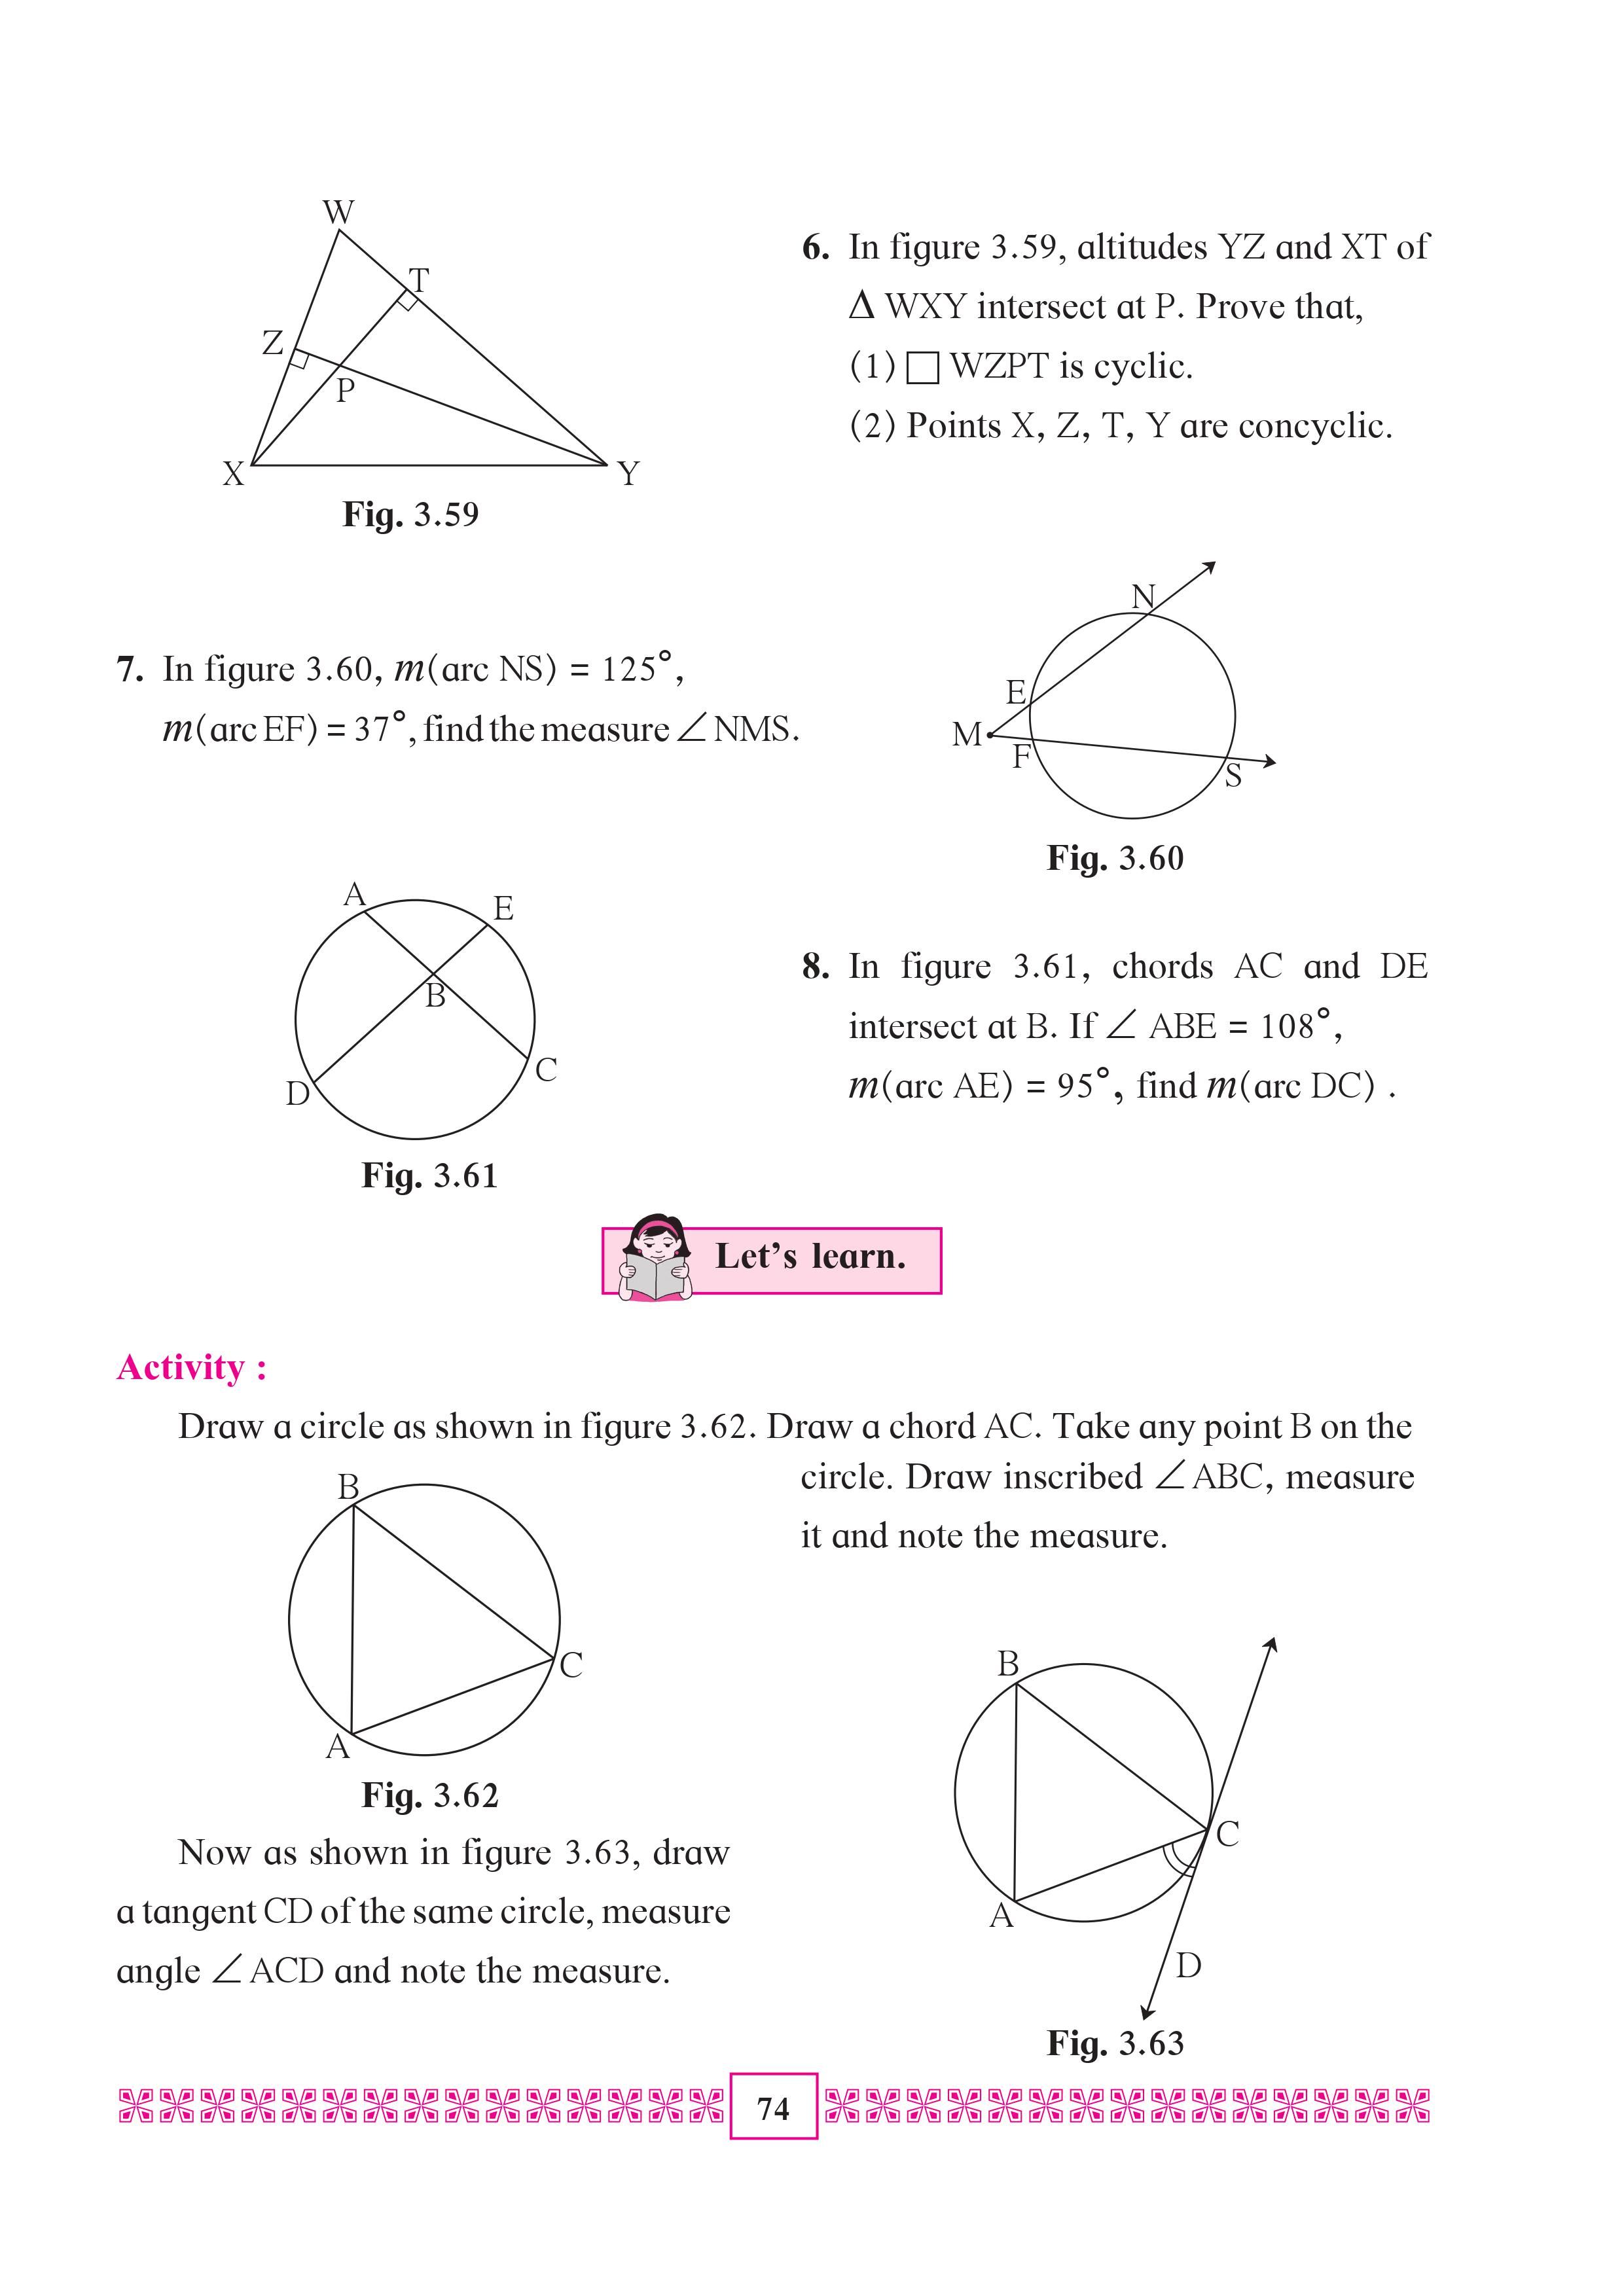 W
T
Z
P
X
Y
Fig. 3.59
6. In figure 3.59, altitudes YZ and XT of
Δ WXY intersect at P. Prove that,
(1) □ WZPT is cyclic.
(2) Points X, Z, T, Y are concyclic.
7. In figure 3.60, m(arc NS) = 125°,
m(arc EF) = 37°, find the measure ∠ NMS.
N
E
M
F
S
Fig. 3.60
A
E
B
D
C
Fig. 3.61
8. In figure 3.61, chords AC and DE
intersect at B. If ∠ ABE = 108°,
m(arc AE) = 95°, find m(arc DC) .
Let's learn.
Activity :
Draw a circle as shown in figure 3.62. Draw a chord AC. Take any point B on the
circle. Draw inscribed ∠ ABC, measure
it and note the measure.
B
C
A
Fig. 3.62
Now as shown in figure 3.63, draw
a tangent CD of the same circle, measure
angle ∠ ACD and note the measure.
B
C
A
D
Fig. 3.63
74